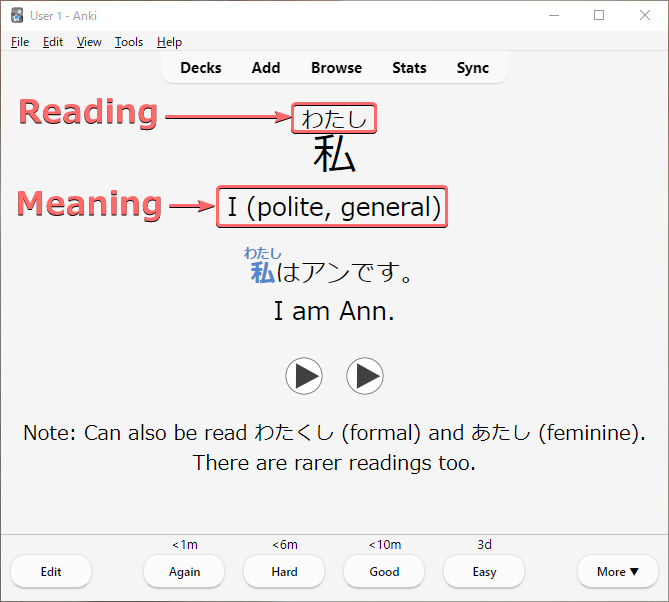 User 1 - Anki
File Edit View Tools Help
Decks Add Browse Stats Sync
Reading
わたし
私
Meaning
I (polite, general)
わたし
私はアンです。
I am Ann.
Note: Can also be read わたくし (formal) and あたし (feminine).
There are rarer readings too.
<1m <6m <10m 3d
Edit Again Hard Good Easy More ▼